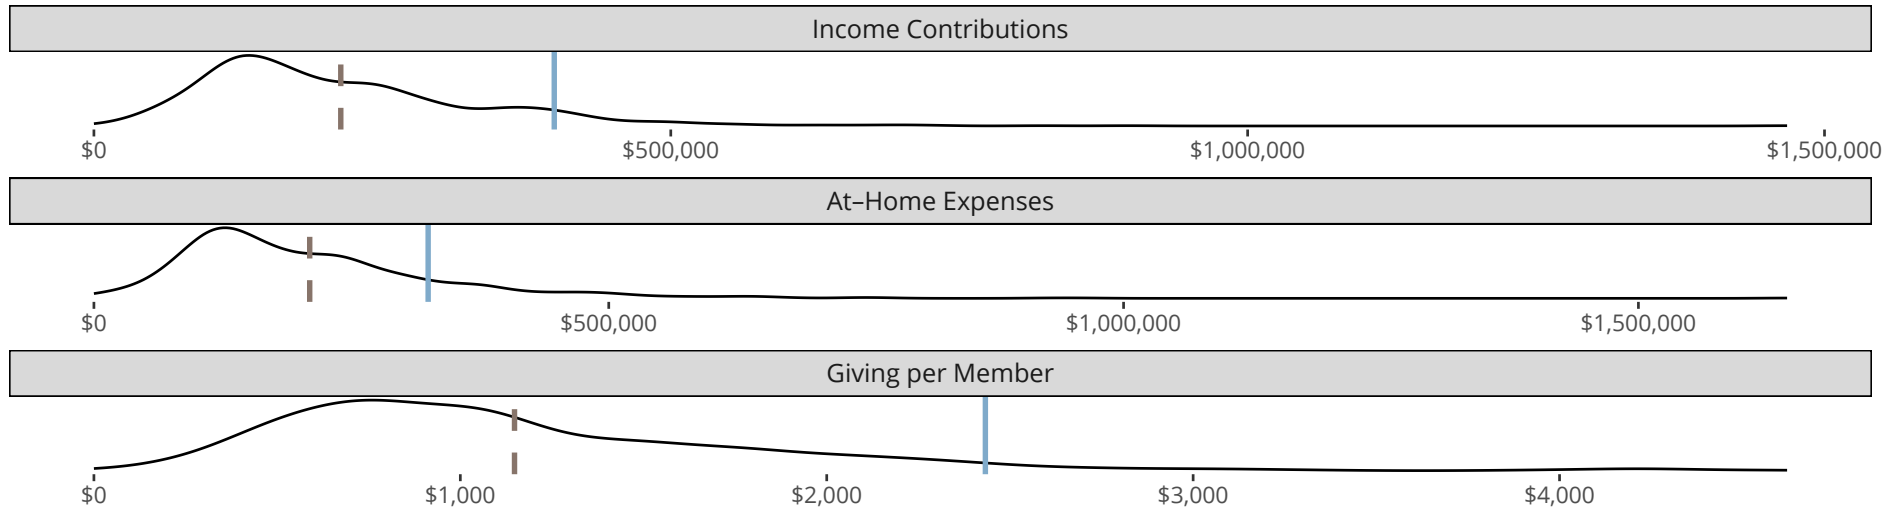 Income Contributions
$0 $500,000 $1,000,000 $1,500,000
At–Home Expenses
$0 $500,000 $1,000,000 $1,500,000
Giving per Member
$0 $1,000 $2,000 $3,000 $4,000